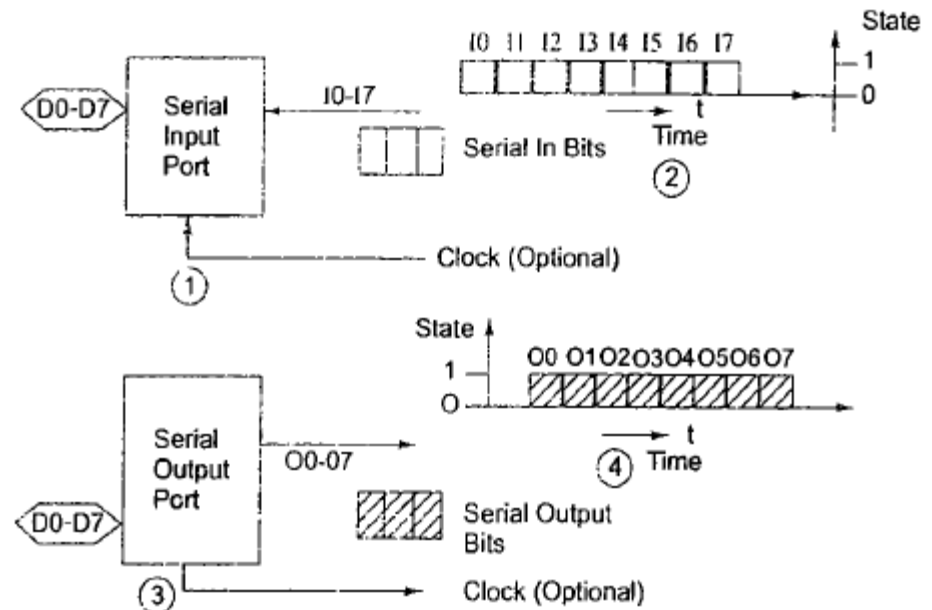 State
I0 I1 I2 I3 I4 I5 I6 I7
1
0
D0-D7
Serial
Input
Port
I0-I7
t
Time
Serial In Bits
2
Clock (Optional)
1
State
O0 O1 O2 O3 O4 O5 O6 O7
1
O
Serial
Output
Port
O0-07
t
4
Time
D0-D7
Serial Output
Bits
3
Clock (Optional)